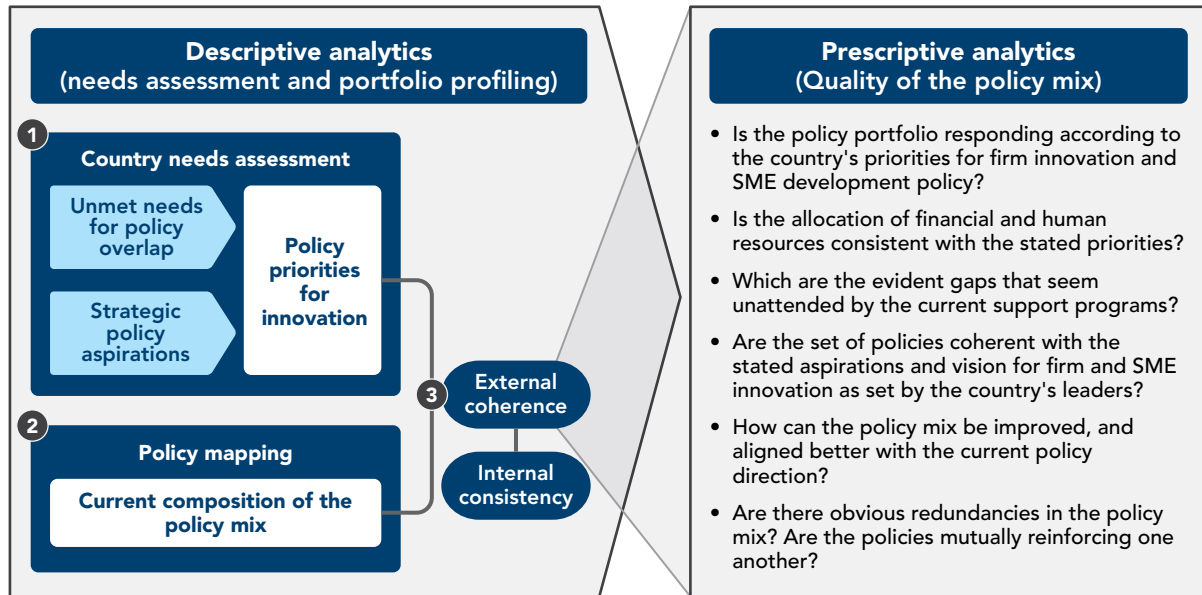 Descriptive analytics
(needs assessment and portfolio profiling)
1
Country needs assessment
Unmet needs
for policy
overlap
Strategic
policy
aspirations
Policy
priorities
for
innovation
2
Policy mapping
Current composition of the
policy mix
3
External
coherence
Internal
consistency
Prescriptive analytics
(Quality of the policy mix)
• Is the policy portfolio responding according to
the country's priorities for firm innovation and
SME development policy?
• Is the allocation of financial and human
resources consistent with the stated priorities?
• Which are the evident gaps that seem
unattended by the current support programs?
• Are the set of policies coherent with the
stated aspirations and vision for firm and SME
innovation as set by the country's leaders?
• How can the policy mix be improved, and
aligned better with the current policy
direction?
• Are there obvious redundancies in the policy
mix? Are the policies mutually reinforcing one
another?